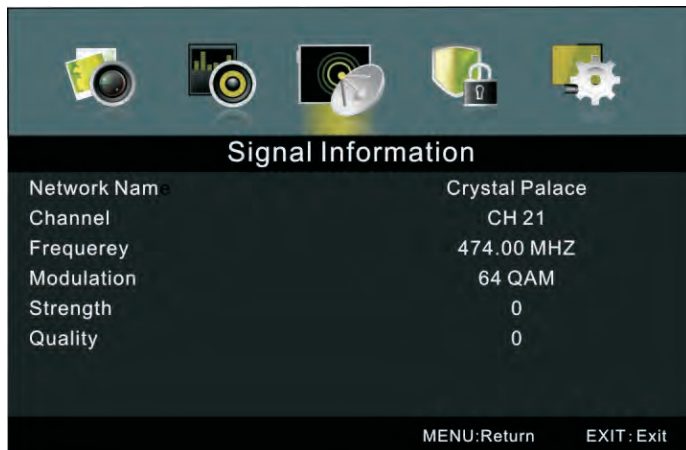 Signal Information
Network Name Crystal Palace
Channel CH 21
Frequerey 474.00 MHZ
Modulation 64 QAM
Strength 0
Quality 0
MENU:Return EXIT:Exit